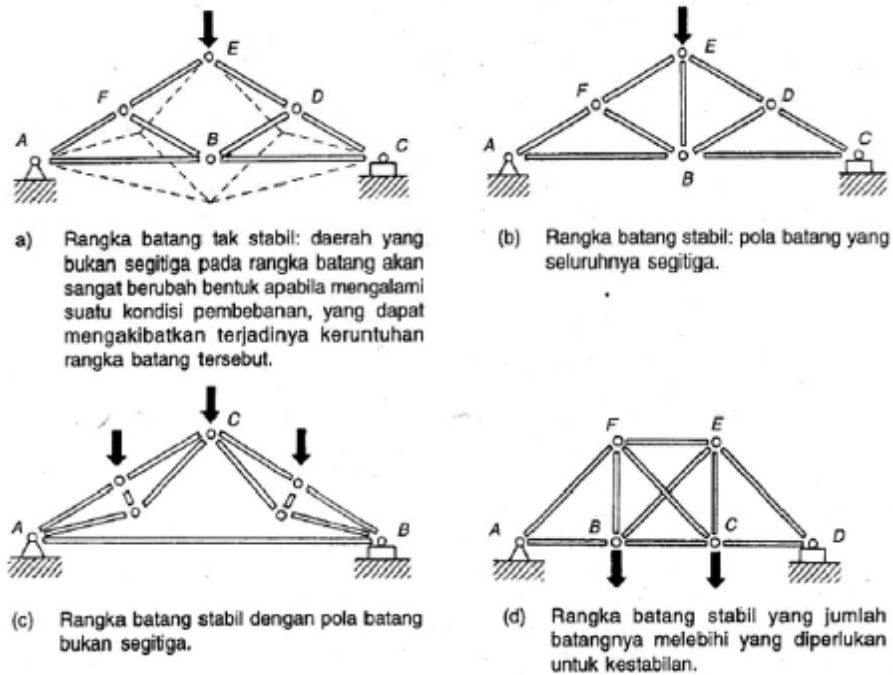 E
F
D
A
B
C
a) Rangka batang tak stabil: daerah yang
bukan segitiga pada rangka batang akan
sangat berubah bentuk apabila mengalami
suatu kondisi pembebanan, yang dapat
mengakibatkan terjadinya keruntuhan
rangka batang tersebut.
E
F
D
A
C
B
(b) Rangka batang stabil: pola batang yang
seluruhnya segitiga.
C
A
B
(c) Rangka batang stabil dengan pola batang
bukan segitiga.
F E
A B C D
(d) Rangka batang stabil yang jumlah
batangnya melebihi yang diperlukan
untuk kestabilan.